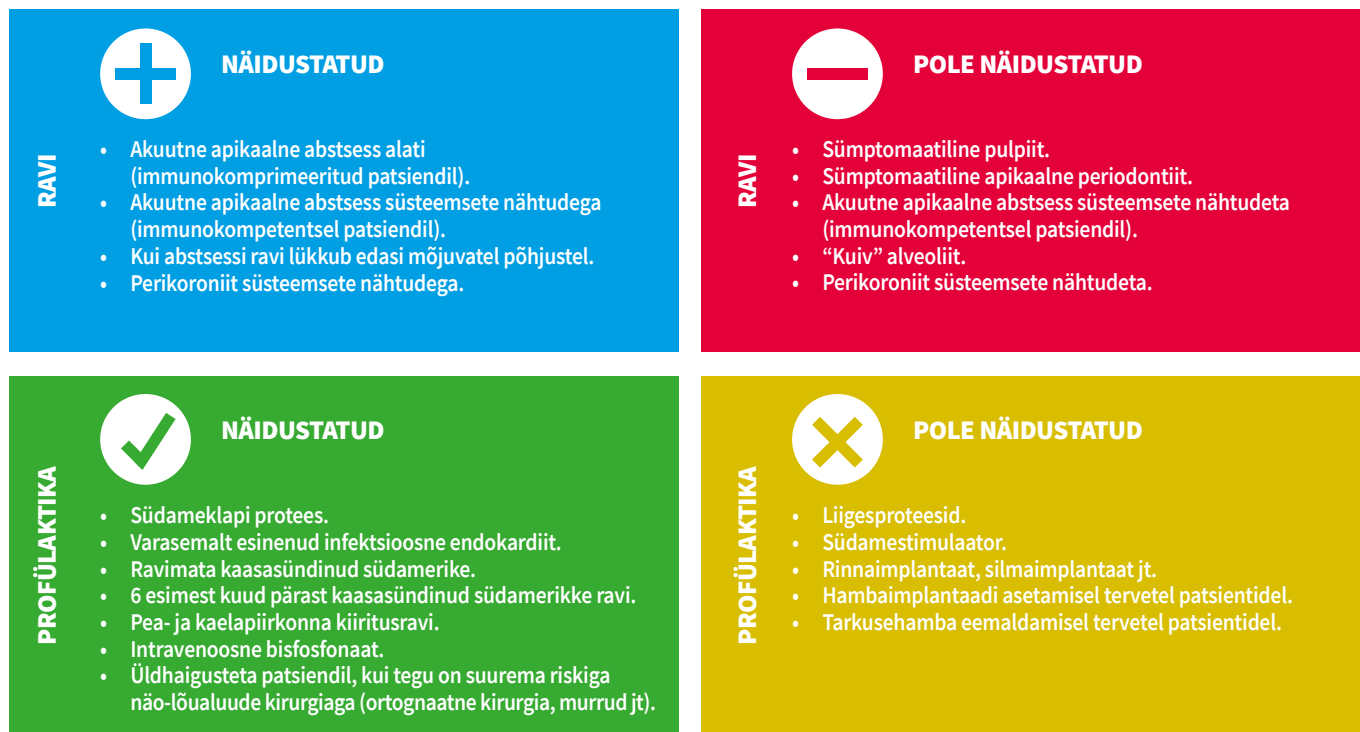 NÄIDUSTATUD
RAVI
• Akuutne apikaalne abstsess alati
(immunokomprimeeritud patsiendil).
• Akuutne apikaalne abstsess süsteemsete nähtudega
(immunokompetentsel patsiendil).
• Kui abstsessi ravi lükkub edasi mõjuvatel põhjustel.
• Perikoroniit süsteemsete nähtudega.
POLE NÄIDUSTATUD
RAVI
• Sümptomaatiline pulpiit.
• Sümptomaatiline apikaalne periodontiit.
• Akuutne apikaalne abstsess süsteemsete nähtudeta
(immunokompetentsel patsiendil).
• “Kuiv” alveoliit.
• Perikoroniit süsteemsete nähtudeta.
NÄIDUSTATUD
PROFÜLAKTIKA
• Südameklapi protees.
• Varasemalt esinenud infektsioosne endokardiit.
• Ravimata kaasasündinud südamerike.
• 6 esimest kuud pärast kaasasündinud südamerikke ravi.
• Pea- ja kaelapiirkonna kiiritusravi.
• Intravenoosne bisfosfonaat.
• Üldhaigusteta patsiendil, kui tegu on suurema riskiga
näo-lõualuude kirurgiaga (ortognaatne kirurgia, murrud jt).
POLE NÄIDUSTATUD
PROFÜLAKTIKA
• Liigesproteesid.
• Südamestimulaator.
• Rinnaimplantaat, silmaimplantaat jt.
• Hambaimplantaadi asetamisel tervetel patsientidel.
• Tarkusehamba eemaldamisel tervetel patsientidel.